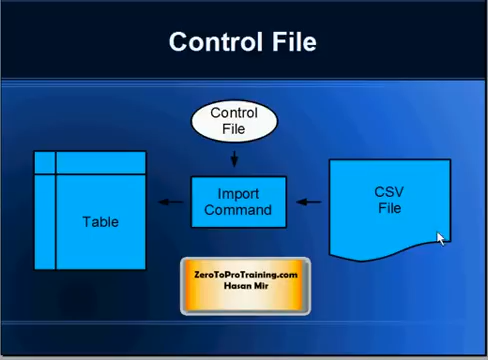 Control File
Control
File
Import
Command
CSV
File
Table
ZeroToProTraining.com
Hasan Mir